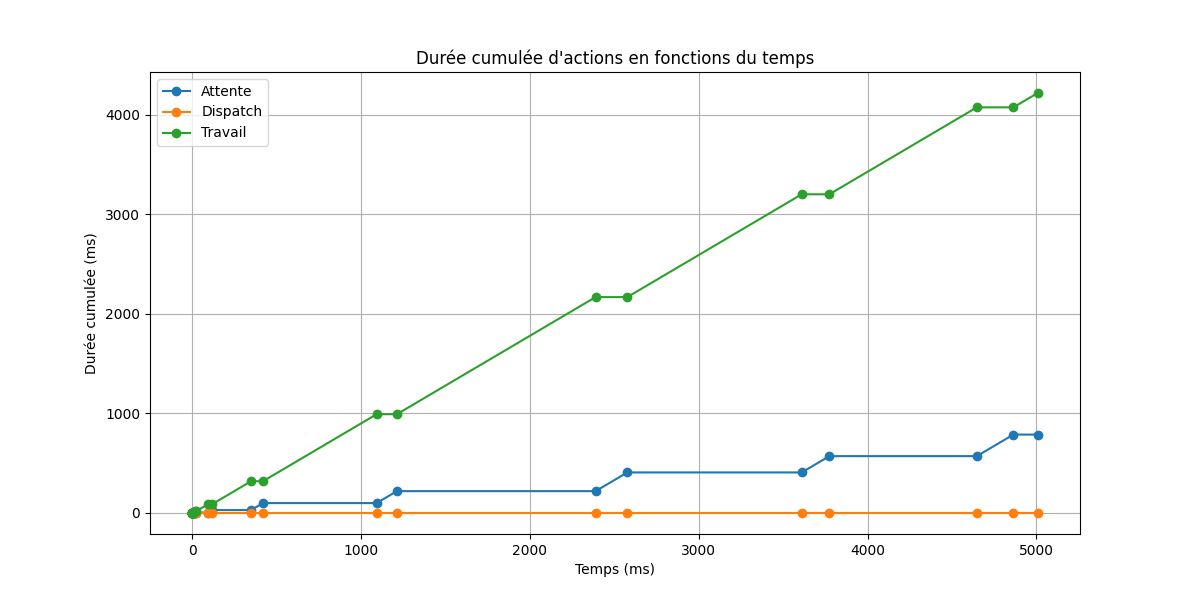 Durée cumulée d'actions en fonctions du temps
Attente
Dispatch
Travail
Durée cumulée (ms)
4000
3000
2000
1000
0
0 1000 2000 3000 4000 5000
Temps (ms)